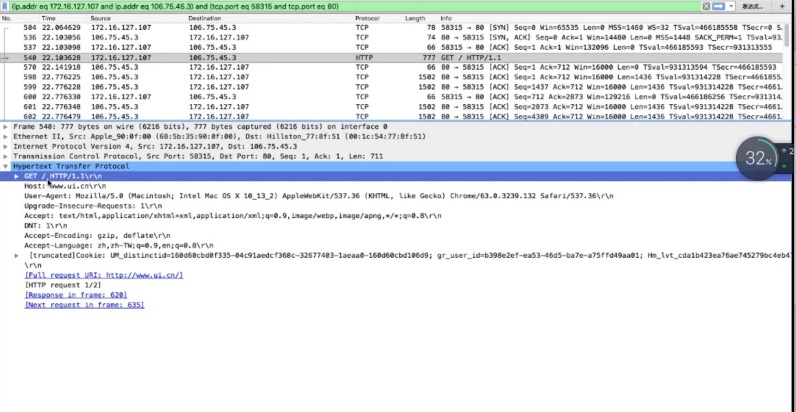 (ip.addr eq 172.16.127.107 and ip.addr eq 106.75.45.3) and (tcp.port eq 58315 and tcp.port eq 80) 表达式…
No. Time Source Destination Protocol Length Info
504 22.064629 172.16.127.107 106.75.45.3 TCP 78 58315 → 80 [SYN] Seq=0 Win=65535 Len=0 MSS=1460 WS=32 TSval=466185558 TSecr=0 S
536 22.103056 106.75.45.3 172.16.127.107 TCP 74 80 → 58315 [SYN, ACK] Seq=0 Ack=1 Win=14480 Len=0 MSS=1448 SACK_PERM=1 TSval=93
537 22.103098 172.16.127.107 106.75.45.3 TCP 66 58315 → 80 [ACK] Seq=1 Ack=1 Win=132096 Len=0 TSval=466185593 TSecr=931313555
540 22.103628 172.16.127.107 106.75.45.3 HTTP 777 GET / HTTP/1.1
570 22.141918 106.75.45.3 172.16.127.107 TCP 66 80 → 58315 [ACK] Seq=1 Ack=712 Win=16000 Len=0 TSval=931313594 TSecr=466185593
598 22.776225 106.75.45.3 172.16.127.107 TCP 1502 80 → 58315 [ACK] Seq=1 Ack=712 Win=16000 Len=1436 TSval=931314228 TSecr=4661855
599 22.776228 106.75.45.3 172.16.127.107 TCP 1502 80 → 58315 [ACK] Seq=1437 Ack=712 Win=16000 Len=1436 TSval=931314228 TSecr=4661
600 22.776330 172.16.127.107 106.75.45.3 TCP 66 58315 → 80 [ACK] Seq=712 Ack=2873 Win=129216 Len=0 TSval=466186256 TSecr=931314
601 22.776348 106.75.45.3 172.16.127.107 TCP 1502 80 → 58315 [ACK] Seq=2873 Ack=712 Win=16000 Len=1436 TSval=931314228 TSecr=4661
602 22.776479 106.75.45.3 172.16.127.107 TCP 1502 80 → 58315 [ACK] Seq=4309 Ack=712 Win=16000 Len=1436 TSval=931314228 TSecr=4661
Frame 540: 777 bytes on wire (6216 bits), 777 bytes captured (6216 bits) on interface 0
Ethernet II, Src: Apple_90:0f:00 (68:5b:35:90:0f:00), Dst: Hillston_77:8f:51 (00:1c:54:77:8f:51)
Internet Protocol Version 4, Src: 172.16.127.107, Dst: 106.75.45.3
Transmission Control Protocol, Src Port: 58315, Dst Port: 80, Seq: 1, Ack: 1, Len: 711
Hypertext Transfer Protocol
GET / HTTP/1.1\r\n
Host: www.ui.cn\r\n
User-Agent: Mozilla/5.0 (Macintosh; Intel Mac OS X 10_13_2) AppleWebKit/537.36 (KHTML, like Gecko) Chrome/63.0.3239.132 Safari/537.36\r\n
Upgrade-Insecure-Requests: 1\r\n
Accept: text/html,application/xhtml+xml,application/xml;q=0.9,image/webp,image/apng,*/*;q=0.8\r\n
DNT: 1\r\n
Accept-Encoding: gzip, deflate\r\n
Accept-Language: zh,zh-TW;q=0.9,en;q=0.8\r\n
[truncated]Cookie: UM_distinctid=160d60cbd0f335-04c91aedcf368c-32677403-1aeaa0-160d60cbd106d9; gr_user_id=b398e2ef-ea53-46d5-ba7e-a75ffd49aa01; Hm_lvt_cda1b423ea76ae745279bc4eb4
\r\n
[Full request URI: http://www.ui.cn/]
[HTTP request 1/2]
[Response in frame: 620]
[Next request in frame: 635]
32%